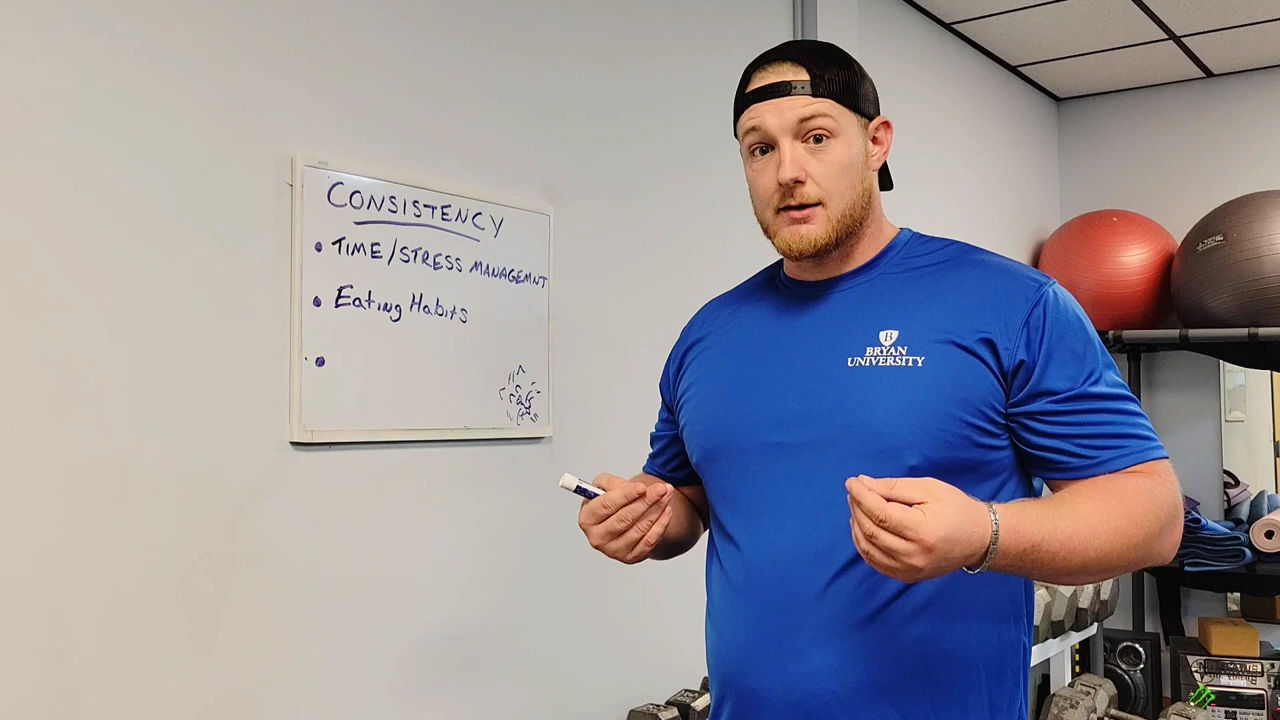 CONSISTENCY
• TIME/STRESS MANAGEMNT
• Eating Habits
•
B
BRYAN
UNIVERSITY